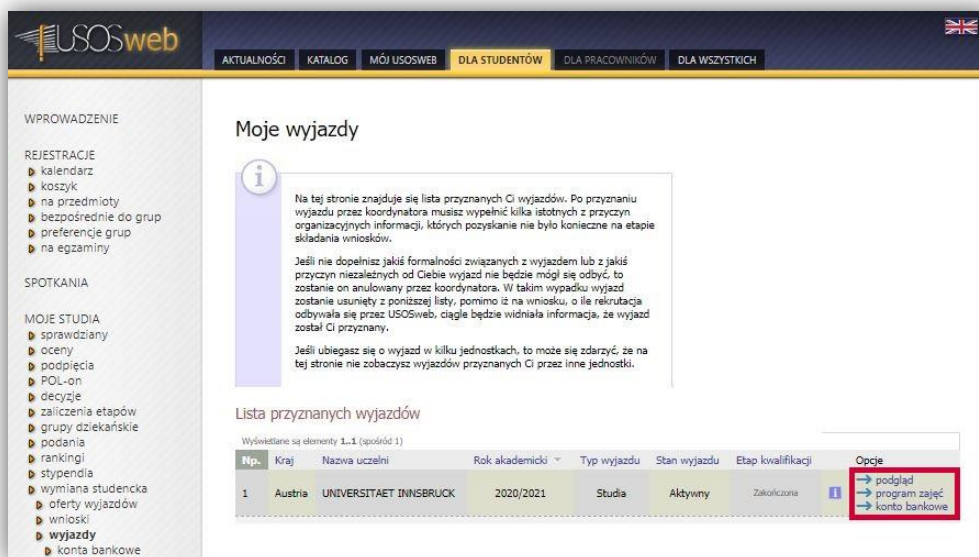 USOSweb
AKTUALNOŚCI KATALOG MÓJ USOSWEB DLA STUDENTÓW DLA PRACOWNIKÓW DLA WSZYSTKICH
WPROWADZENIE
REJESTRACJE
kalendarz
koszyk
na przedmioty
bezpośrednie do grup
preferencje grup
na egzaminy
SPOTKANIA
MOJE STUDIA
sprawdziany
oceny
podpięcia
POL-on
decyzje
zaliczenia etapów
grupy dziekańskie
podania
rankingi
stypendia
wymiana studencka
oferty wyjazdów
wnioski
wyjazdy
konta bankowe
Moje wyjazdy
i
Na tej stronie znajduje się lista przyznanych Ci wyjazdów. Po przyznaniu
wyjazdu przez koordynatora musisz wypełnić kilka istotnych z przyczyn
organizacyjnych informacji, których pozyskanie nie było konieczne na etapie
składania wniosków.
Jeśli nie dopełnisz jakiś formalności związanych z wyjazdem lub z jakiś
przyczyn niezależnych od Ciebie wyjazd nie będzie mógł się odbyć, to
zostanie on anulowany przez koordynatora. W takim wypadku wyjazd
zostanie usunięty z poniższej listy, pomimo iż na wniosku, o ile rekrutacja
odbywała się przez USOSweb, ciągle będzie widniała informacja, że wyjazd
został Ci przyznany.
Jeśli ubiegasz się o wyjazd w kilku jednostkach, to może się zdarzyć, że na
tej stronie nie zobaczysz wyjazdów przyznanych Ci przez inne jednostki.
Lista przyznanych wyjazdów
Wyświetlane są elementy 1..1 (spośród 1)
Np. Kraj Nazwa uczelni Rok akademicki Typ wyjazdu Stan wyjazdu Etap kwalifikacji Opcje
1 Austria UNIVERSITAET INNSBRUCK 2020/2021 Studia Aktywny Zakończona i
podgląd
program zajęć
konto bankowe